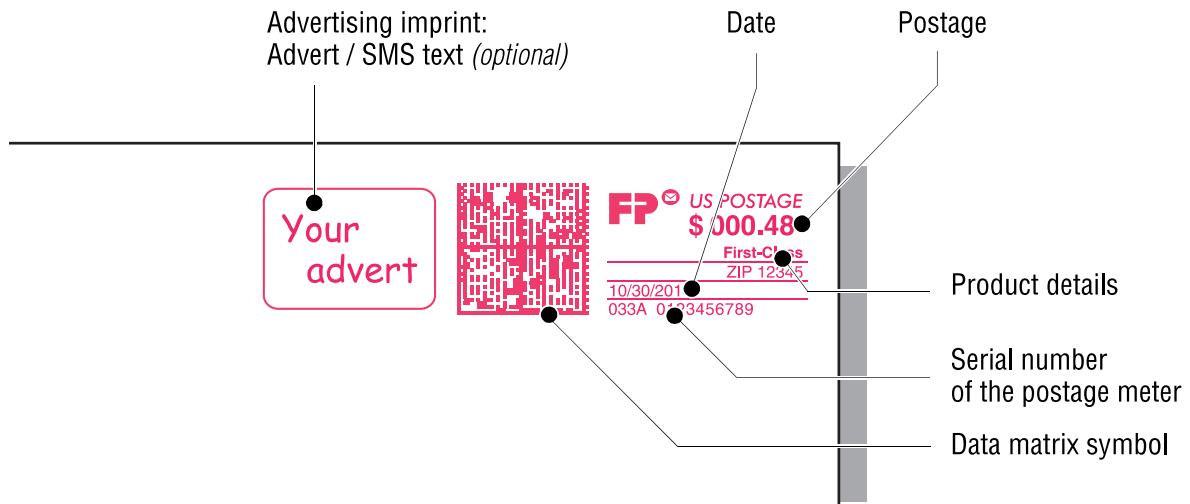 Advertising imprint:
Advert / SMS text (optional)
Date
Postage
Your
advert
FP
US POSTAGE
$ 000.48
First-Class
ZIP 12345
10/30/201
033A 0123456789
Product details
Serial number
of the postage meter
Data matrix symbol